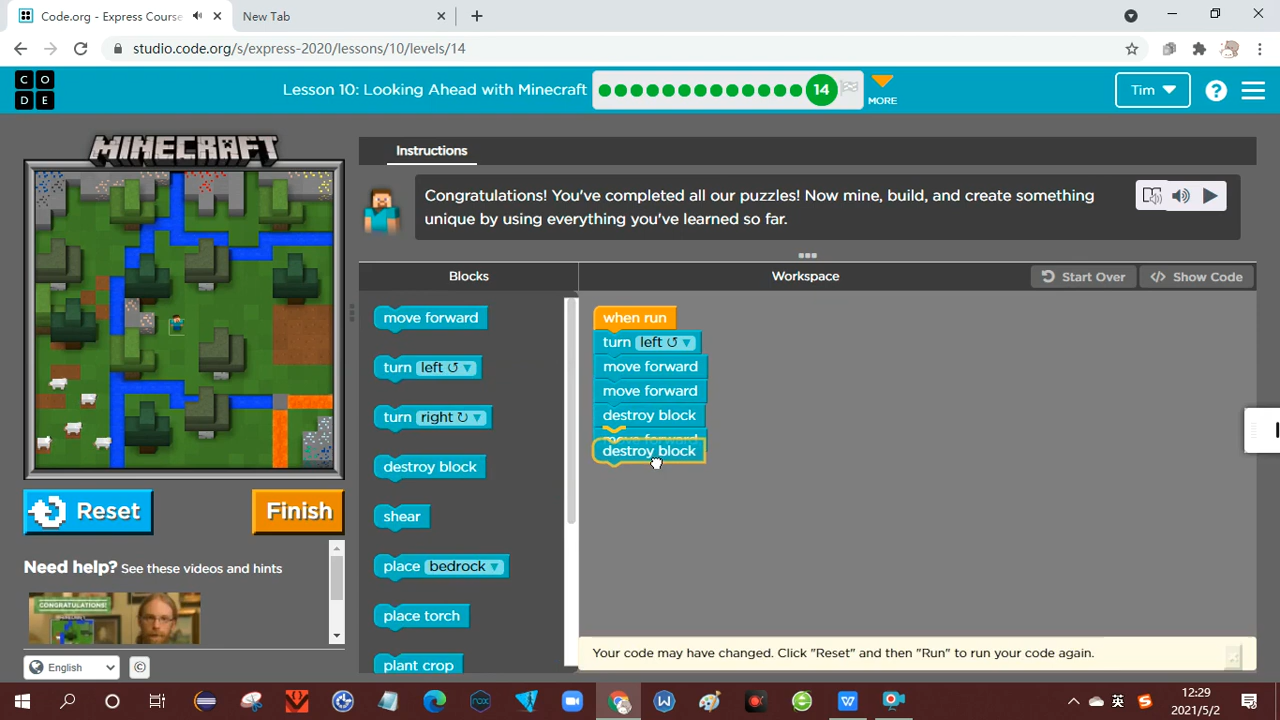 Code.org - Express Course
New Tab
studio.code.org/s/express-2020/lessons/10/levels/14
C O
D E
Lesson 10: Looking Ahead with Minecraft
14
MORE
Tim
?
MINECRAFT
Instructions
Congratulations! You've completed all our puzzles! Now mine, build, and create something
unique by using everything you've learned so far.
Blocks
Workspace
Start Over
</> Show Code
move forward
turn left
turn right
destroy block
shear
place bedrock
place torch
plant crop
when run
turn left
move forward
move forward
destroy block
move forward
destroy block
Reset
Finish
Need help? See these videos and hints
CONGRATULATIONS!
Your code may have changed. Click "Reset" and then "Run" to run your code again.
English
©
英
12:29
2021/5/2